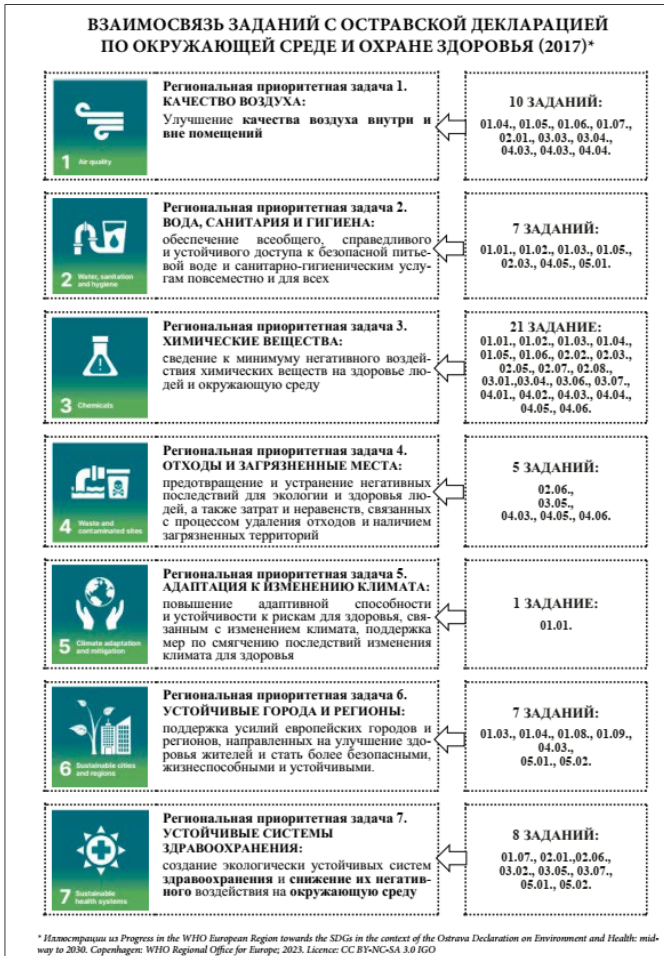 ВЗАИМОСВЯЗЬ ЗАДАНИЙ С ОСТРАВСКОЙ ДЕКЛАРАЦИЕЙ
ПО ОКРУЖАЮЩЕЙ СРЕДЕ И ОХРАНЕ ЗДОРОВЬЯ (2017)*
1 Air quality
Региональная приоритетная задача 1.
КАЧЕСТВО ВОЗДУХА:
Улучшение качества воздуха внутри и
вне помещений
10 ЗАДАНИЙ:
01.04., 01.05., 01.06., 01.07.,
02.01., 03.03., 03.04.,
04.03., 04.03., 04.04.
2 Water, sanitation
and hygiene
Региональная приоритетная задача 2.
ВОДА, САНИТАРИЯ И ГИГИЕНА:
обеспечение всеобщего, справедливого
и устойчивого доступа к безопасной питье-
вой воде и санитарно-гигиеническим услу-
гам повсеместно и для всех
7 ЗАДАНИЙ:
01.01., 01.02., 01.03., 01.05.,
02.03., 04.05., 05.01.
3 Chemicals
Региональная приоритетная задача 3.
ХИМИЧЕСКИЕ ВЕЩЕСТВА:
сведение к минимуму негативного воздей-
ствия химических веществ на здоровье лю-
дей и окружающую среду
21 ЗАДАНИЕ:
01.01., 01.02., 01.03., 01.04.,
01.05., 01.06., 02.02., 02.03.,
02.05., 02.07., 02.08.,
03.01.,03.04., 03.06., 03.07.,
04.01., 04.02., 04.03., 04.04.,
04.05., 04.06.
4 Waste and
contaminated sites
Региональная приоритетная задача 4.
ОТХОДЫ И ЗАГРЯЗНЕННЫЕ МЕСТА:
предотвращение и устранение негативных
последствий для экологии и здоровья лю-
дей, а также затрат и неравенств, связанных
с процессом удаления отходов и наличием
загрязненных территорий
5 ЗАДАНИЙ:
02.06.,
03.05.,
04.03., 04.05., 04.06.
5 Climate adaptation
and mitigation
Региональная приоритетная задача 5.
АДАПТАЦИЯ К ИЗМЕНЕНИЮ КЛИМАТА:
повышение адаптивной способности
и устойчивости к рискам для здоровья, свя-
занным с изменением климата, поддержка
мер по смягчению последствий изменения
климата для здоровья
1 ЗАДАНИЕ:
01.01.
6 Sustainable cities
and regions
Региональная приоритетная задача 6.
УСТОЙЧИВЫЕ ГОРОДА И РЕГИОНЫ:
поддержка усилий европейских городов и
регионов, направленных на улучшение здо-
ровья жителей и стать более безопасными,
жизнеспособными и устойчивыми.
7 ЗАДАНИЙ:
01.03., 01.04., 01.08., 01.09.,
04.03.,
05.01., 05.02.
7 Sustainable
health systems
Региональная приоритетная задача 7.
УСТОЙЧИВЫЕ СИСТЕМЫ
ЗДРАВООХРАНЕНИЯ:
создание экологически устойчивых систем
здравоохранения и снижение их негатив-
ного воздействия на окружающую среду
8 ЗАДАНИЙ:
01.07., 02.01.,02.06.,
03.02., 03.05., 03.07.,
05.01., 05.02.
* Иллюстрации из Progress in the WHO European Region towards the SDGs in the context of the Ostrava Declaration on Environment and Health: mid-
way to 2030. Copenhagen: WHO Regional Office for Europe; 2023. Licence: CC BY-NC-SA 3.0 IGO